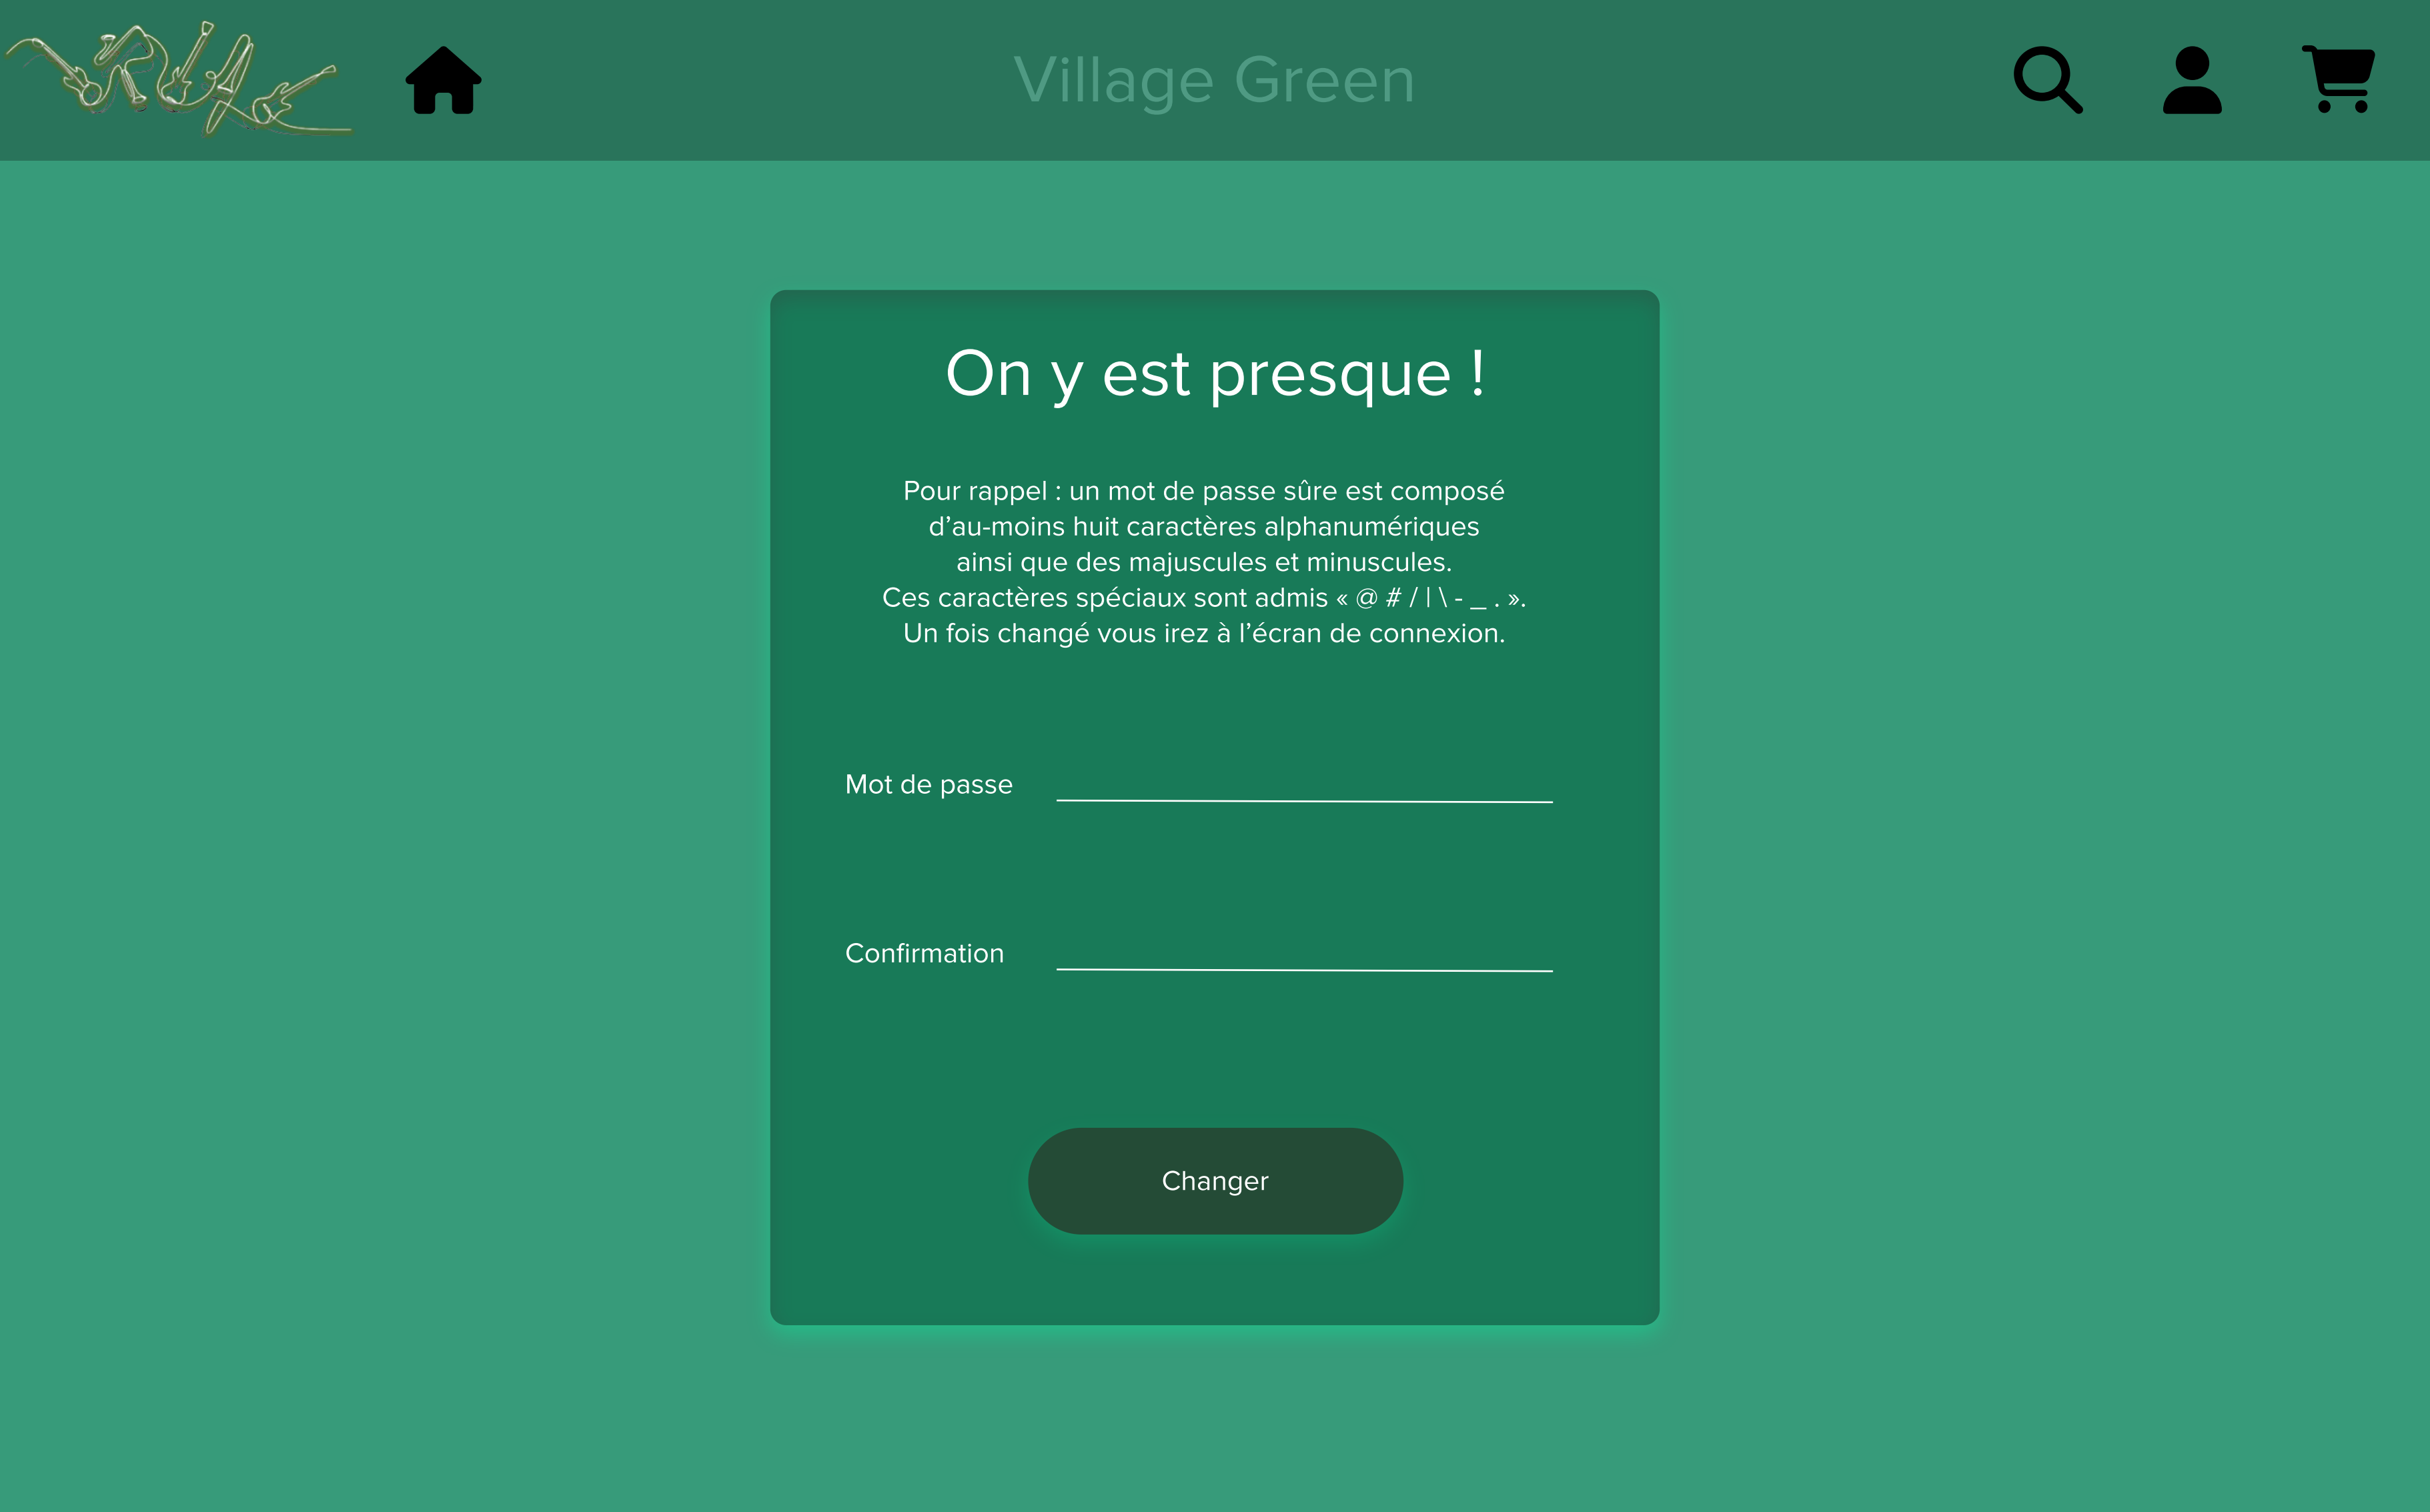 Village Green
On y est presque !
Pour rappel : un mot de passe sûre est composé
d’au-moins huit caractères alphanumériques
ainsi que des majuscules et minuscules.
Ces caractères spéciaux sont admis « @ # / | \ - _ . ».
Un fois changé vous irez à l’écran de connexion.
Mot de passe
Confirmation
Changer